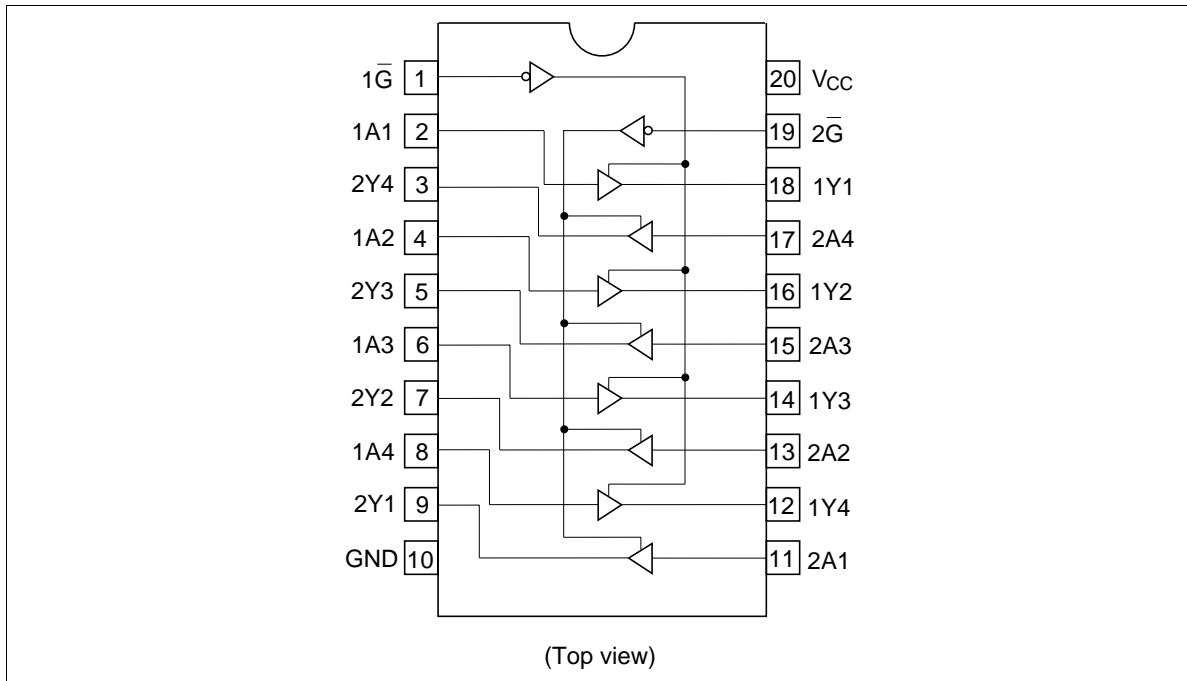 1G̅ 1 20 VCC
1A1 2 19 2G̅
2Y4 3 18 1Y1
1A2 4 17 2A4
2Y3 5 16 1Y2
1A3 6 15 2A3
2Y2 7 14 1Y3
1A4 8 13 2A2
2Y1 9 12 1Y4
GND 10 11 2A1
(Top view)